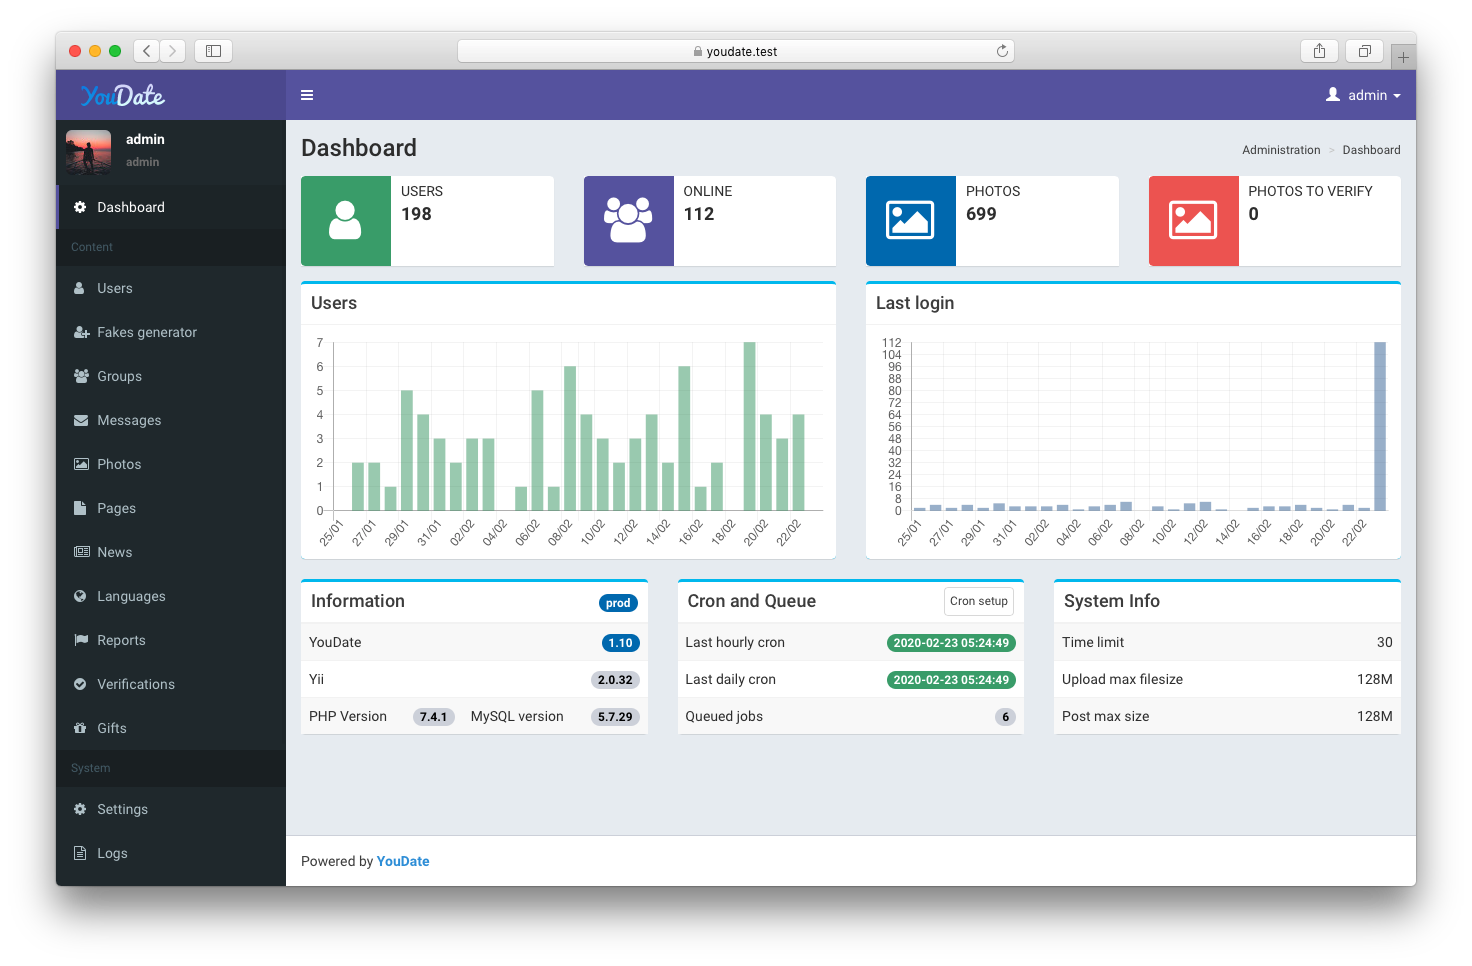 youdate.test
YouDate
admin
Dashboard
Administration > Dashboard
admin
admin
Dashboard
Content
Users
Fakes generator
Groups
Messages
Photos
Pages
News
Languages
Reports
Verifications
Gifts
System
Settings
Logs
USERS
198
ONLINE
112
PHOTOS
699
PHOTOS TO VERIFY
0
Users
7
6
5
4
3
2
1
0
25/01 27/01 29/01 31/01 02/02 04/02 06/02 08/02 10/02 12/02 14/02 16/02 18/02 20/02 22/02
Last login
112
104
96
88
80
72
64
56
48
40
32
24
16
8
0
25/01 27/01 29/01 31/01 02/02 04/02 06/02 08/02 10/02 12/02 14/02 16/02 18/02 20/02 22/02
Information prod
YouDate 1.10
Yii 2.0.32
PHP Version 7.4.1 MySQL version 5.7.29
Cron and Queue Cron setup
Last hourly cron 2020-02-23 05:24:49
Last daily cron 2020-02-23 05:24:49
Queued jobs 6
System Info
Time limit 30
Upload max filesize 128M
Post max size 128M
Powered by YouDate